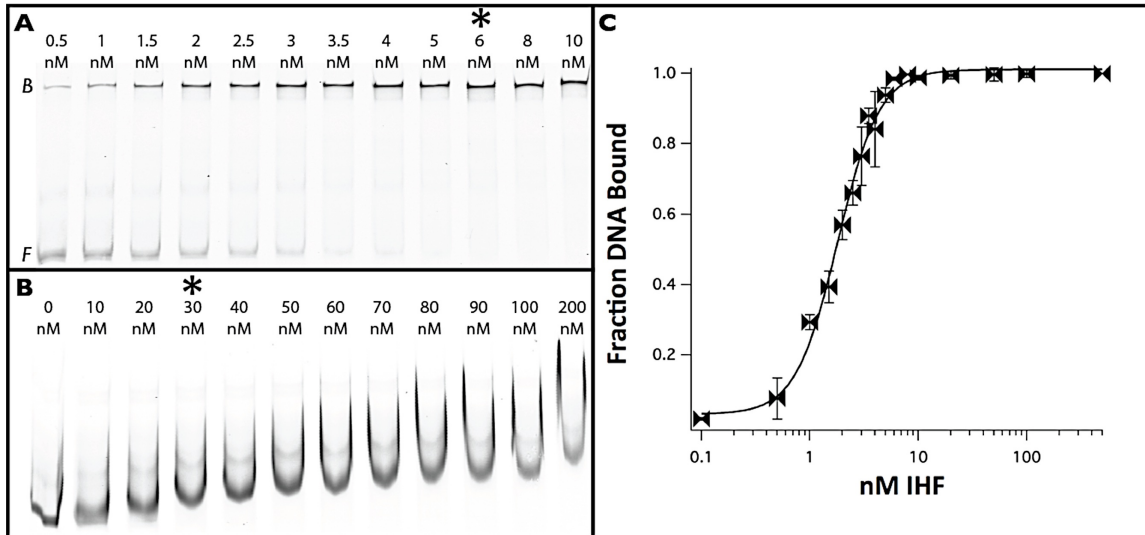 A
*
0.5 1 1.5 2 2.5 3 3.5 4 5 6 8 10
nM nM nM nM nM nM nM nM nM nM nM nM
B
F
B
*
0 10 20 30 40 50 60 70 80 90 100 200
nM nM nM nM nM nM nM nM nM nM nM nM
C
1.0
0.8
0.6
0.4
0.2
Fraction DNA Bound
0.1 1 10 100
nM IHF